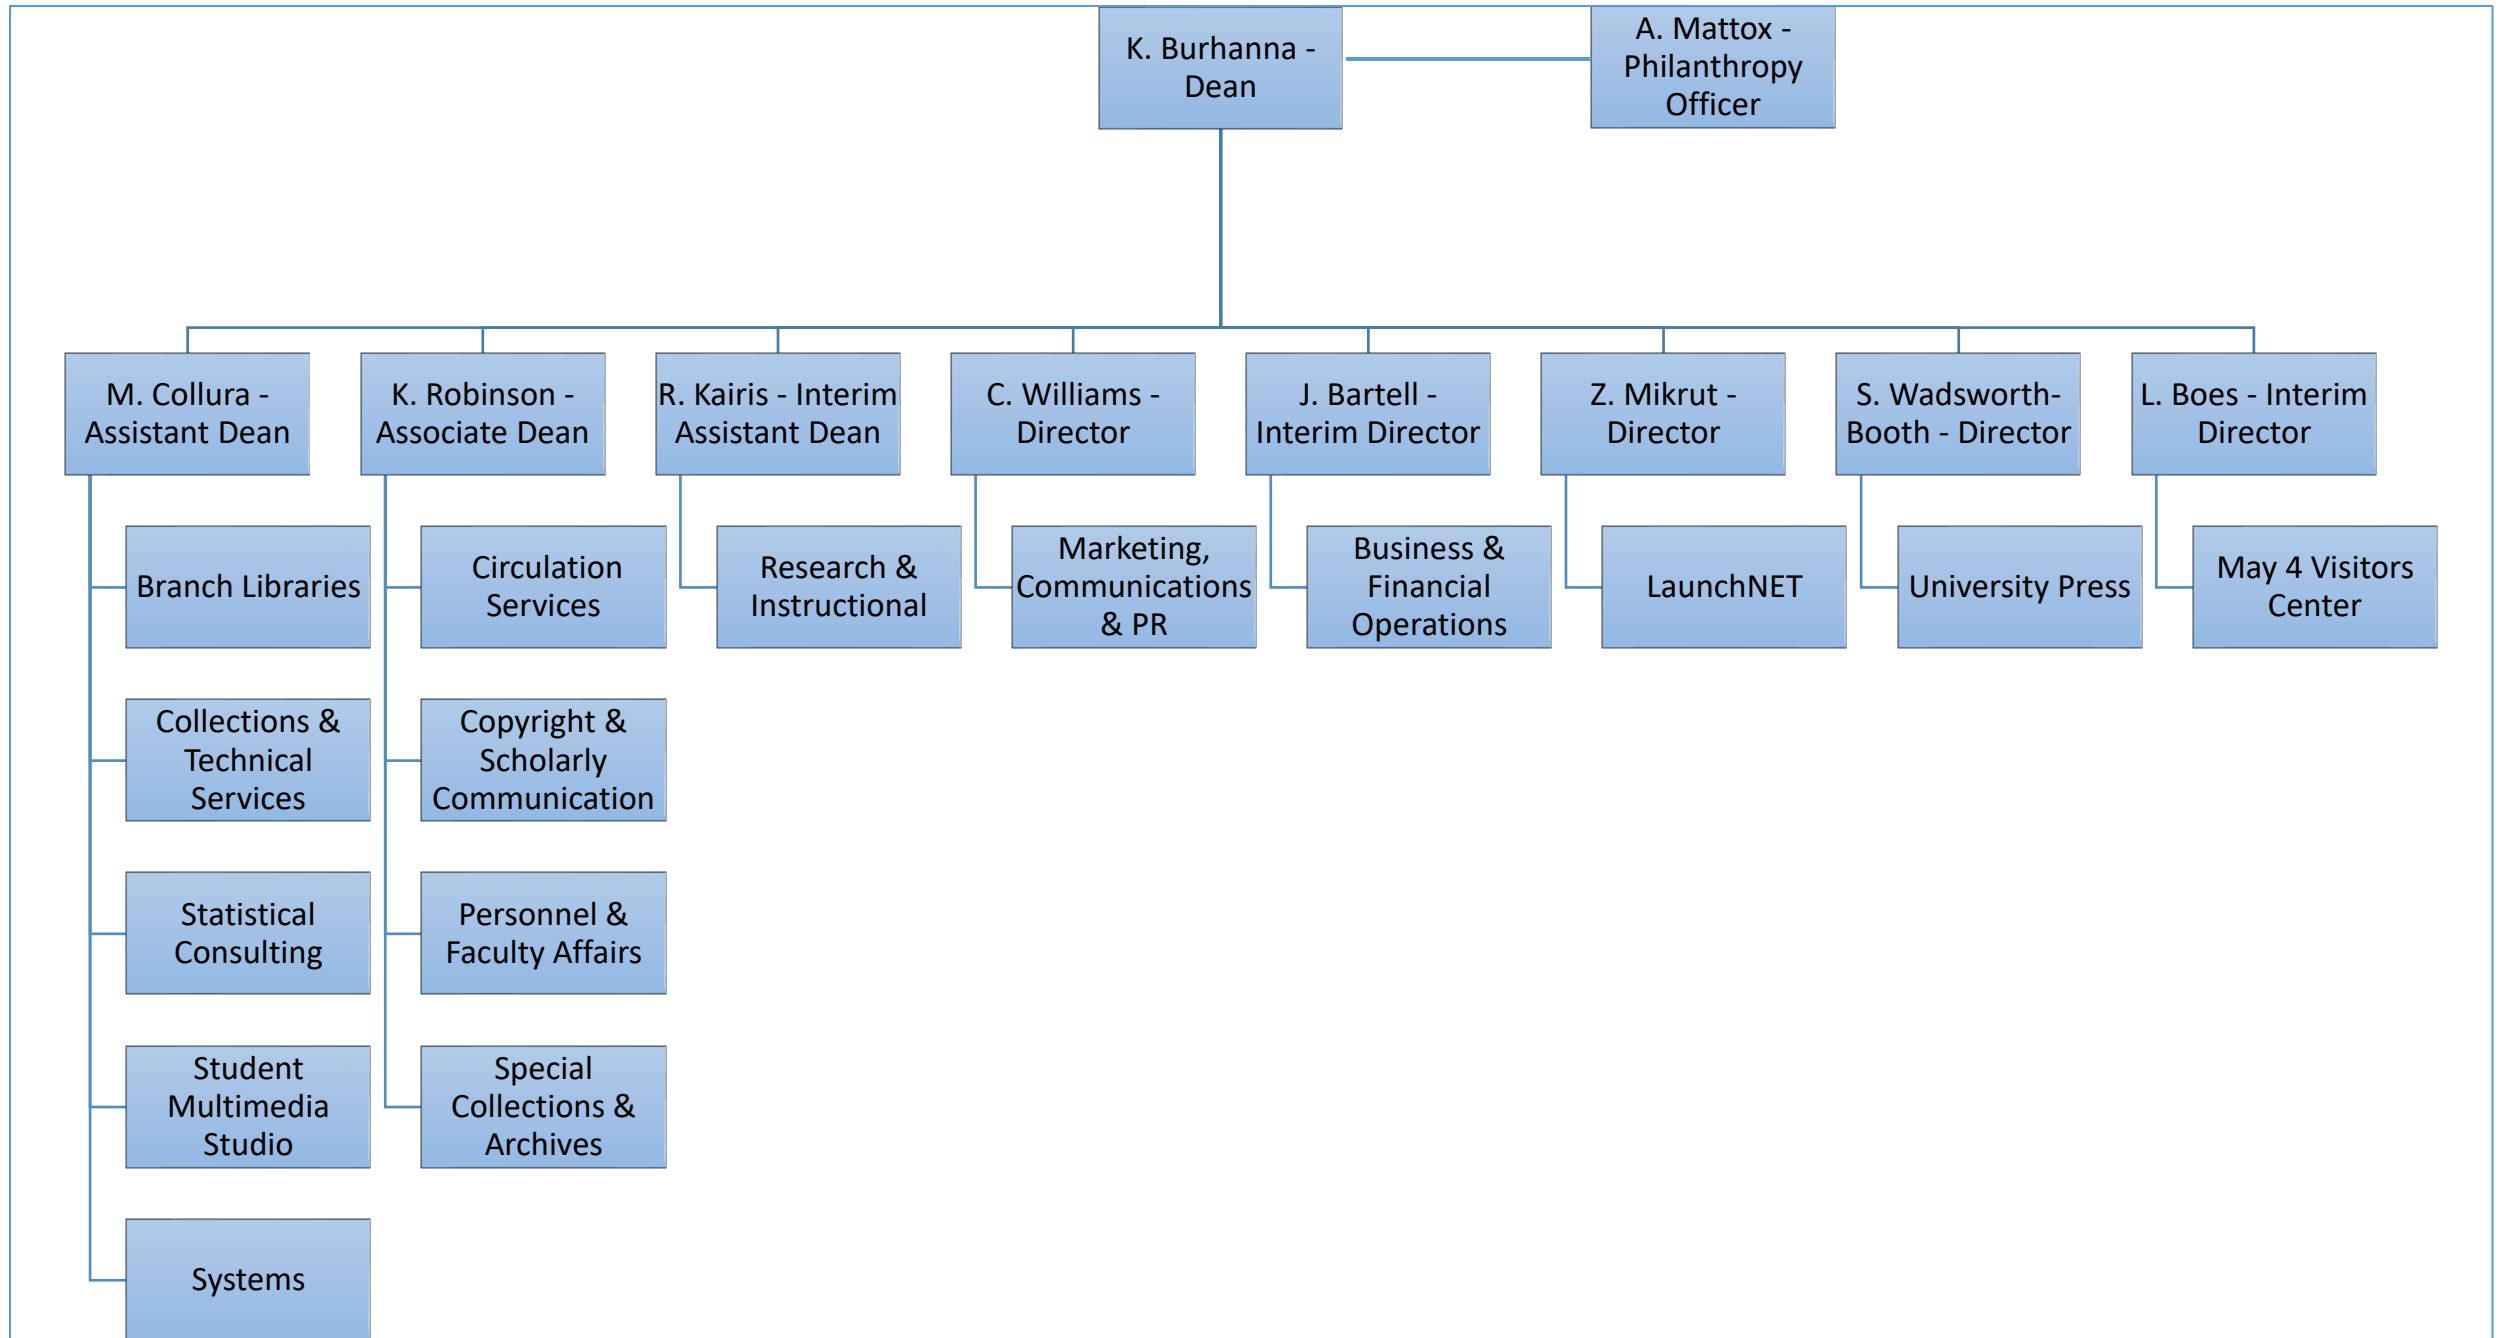 K. Burhanna -
Dean
A. Mattox -
Philanthropy
Officer
M. Collura -
Assistant Dean
K. Robinson -
Associate Dean
R. Kairis - Interim
Assistant Dean
C. Williams -
Director
J. Bartell -
Interim Director
Z. Mikrut -
Director
S. Wadsworth-
Booth - Director
L. Boes - Interim
Director
Branch Libraries
Circulation
Services
Research &
Instructional
Marketing,
Communications
& PR
Business &
Financial
Operations
LaunchNET
University Press
May 4 Visitors
Center
Collections &
Technical
Services
Copyright &
Scholarly
Communication
Statistical
Consulting
Personnel &
Faculty Affairs
Student
Multimedia
Studio
Special
Collections &
Archives
Systems